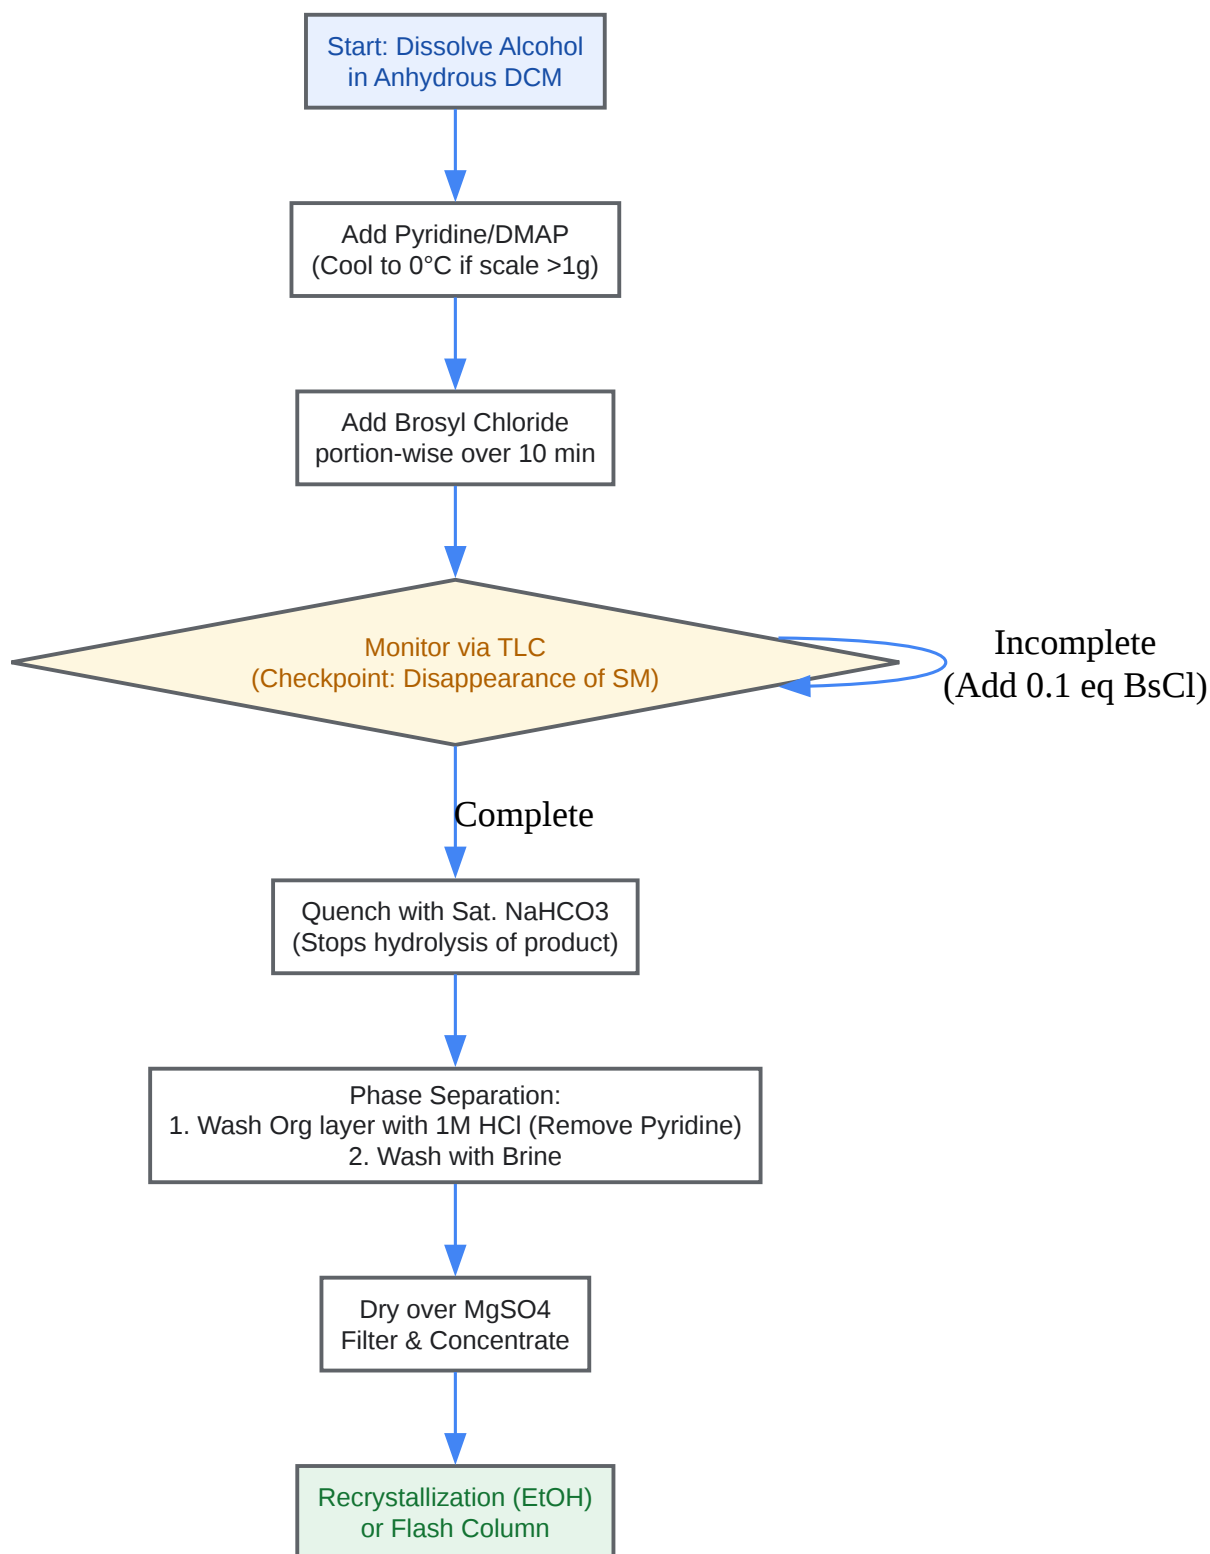 Start: Dissolve Alcohol
in Anhydrous DCM
Add Pyridine/DMAP
(Cool to 0°C if scale >1g)
Add Brosyl Chloride
portion-wise over 10 min
Monitor via TLC
(Checkpoint: Disappearance of SM)
Incomplete
(Add 0.1 eq BsCl)
Complete
Quench with Sat. NaHCO3
(Stops hydrolysis of product)
Phase Separation:
1. Wash Org layer with 1M HCl (Remove Pyridine)
2. Wash with Brine
Dry over MgSO4
Filter & Concentrate
Recrystallization (EtOH)
or Flash Column